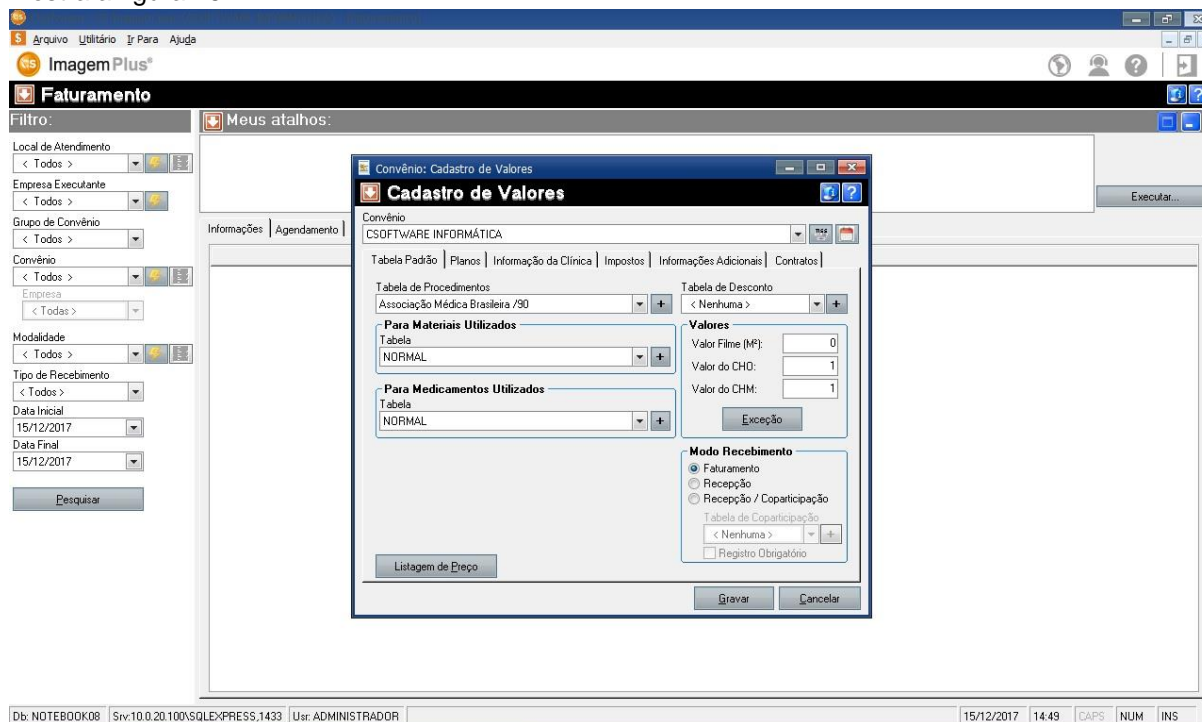 Arquivo Utilitário Ir Para Ajuda
ImagemPlus®
Faturamento
Filtro:
Meus atalhos:
Local de Atendimento
< Todos >
Empresa Executante
< Todos >
Grupo de Convênio
< Todos >
Convênio
< Todos >
Empresa
< Todas >
Modalidade
< Todos >
Tipo de Recebimento
< Todos >
Data Inicial
15/12/2017
Data Final
15/12/2017
Pesquisar
Executar...
Informações Agendamento
Convênio: Cadastro de Valores
Cadastro de Valores
Convênio
CSOFTWARE INFORMÁTICA
Tabela Padrão Planos Informação da Clínica Impostos Informações Adicionais Contratos
Tabela de Procedimentos
Associação Médica Brasileira /90
Para Materiais Utilizados
Tabela
NORMAL
Para Medicamentos Utilizados
Tabela
NORMAL
Tabela de Desconto
< Nenhuma >
Valores
Valor Filme (M²): 0
Valor do CHO: 1
Valor do CHM: 1
Exceção
Modo Recebimento
Faturamento
Recepção
Recepção / Coparticipação
Tabela de Coparticipação
< Nenhuma >
Registro Obrigatório
Listagem de Preço
Gravar Cancelar
Db: NOTEBOOK08 Srv:10.0.20.100\SQLEXPRESS,1433 Usr: ADMINISTRADOR 15/12/2017 14:49 CAPS NUM INS